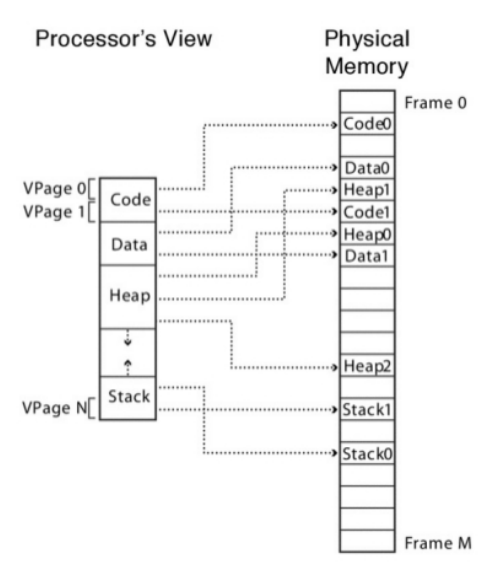 Processor's View
Physical
Memory
Frame 0
Code0
Data0
Heap1
Code1
Heap0
Data1
Heap2
Stack1
Stack0
Frame M
VPage 0
Code
VPage 1
Data
Heap
Stack
VPage N